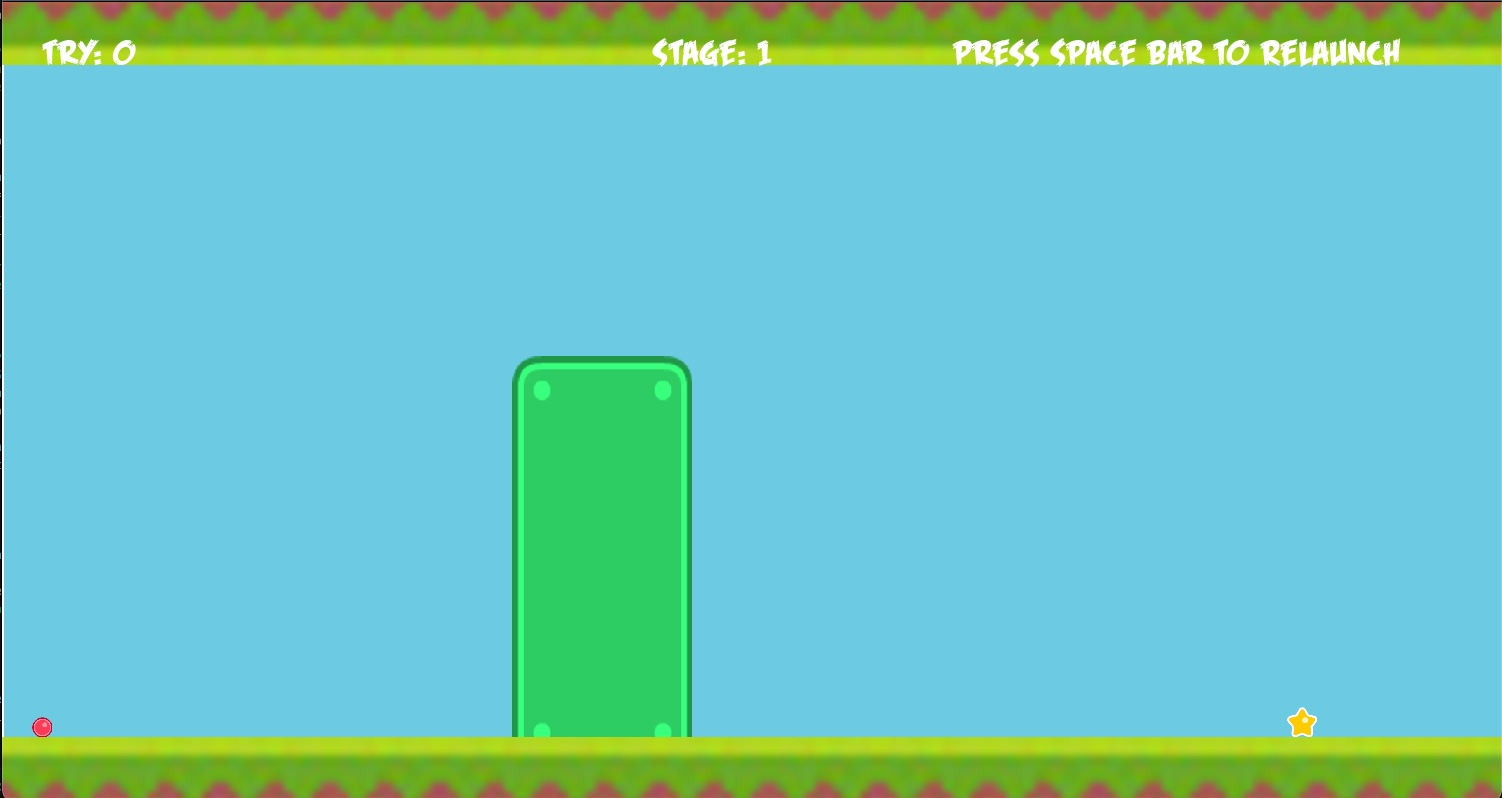 TRY: 0
STAGE: 1
PRESS SPACE BAR TO RELAUNCH